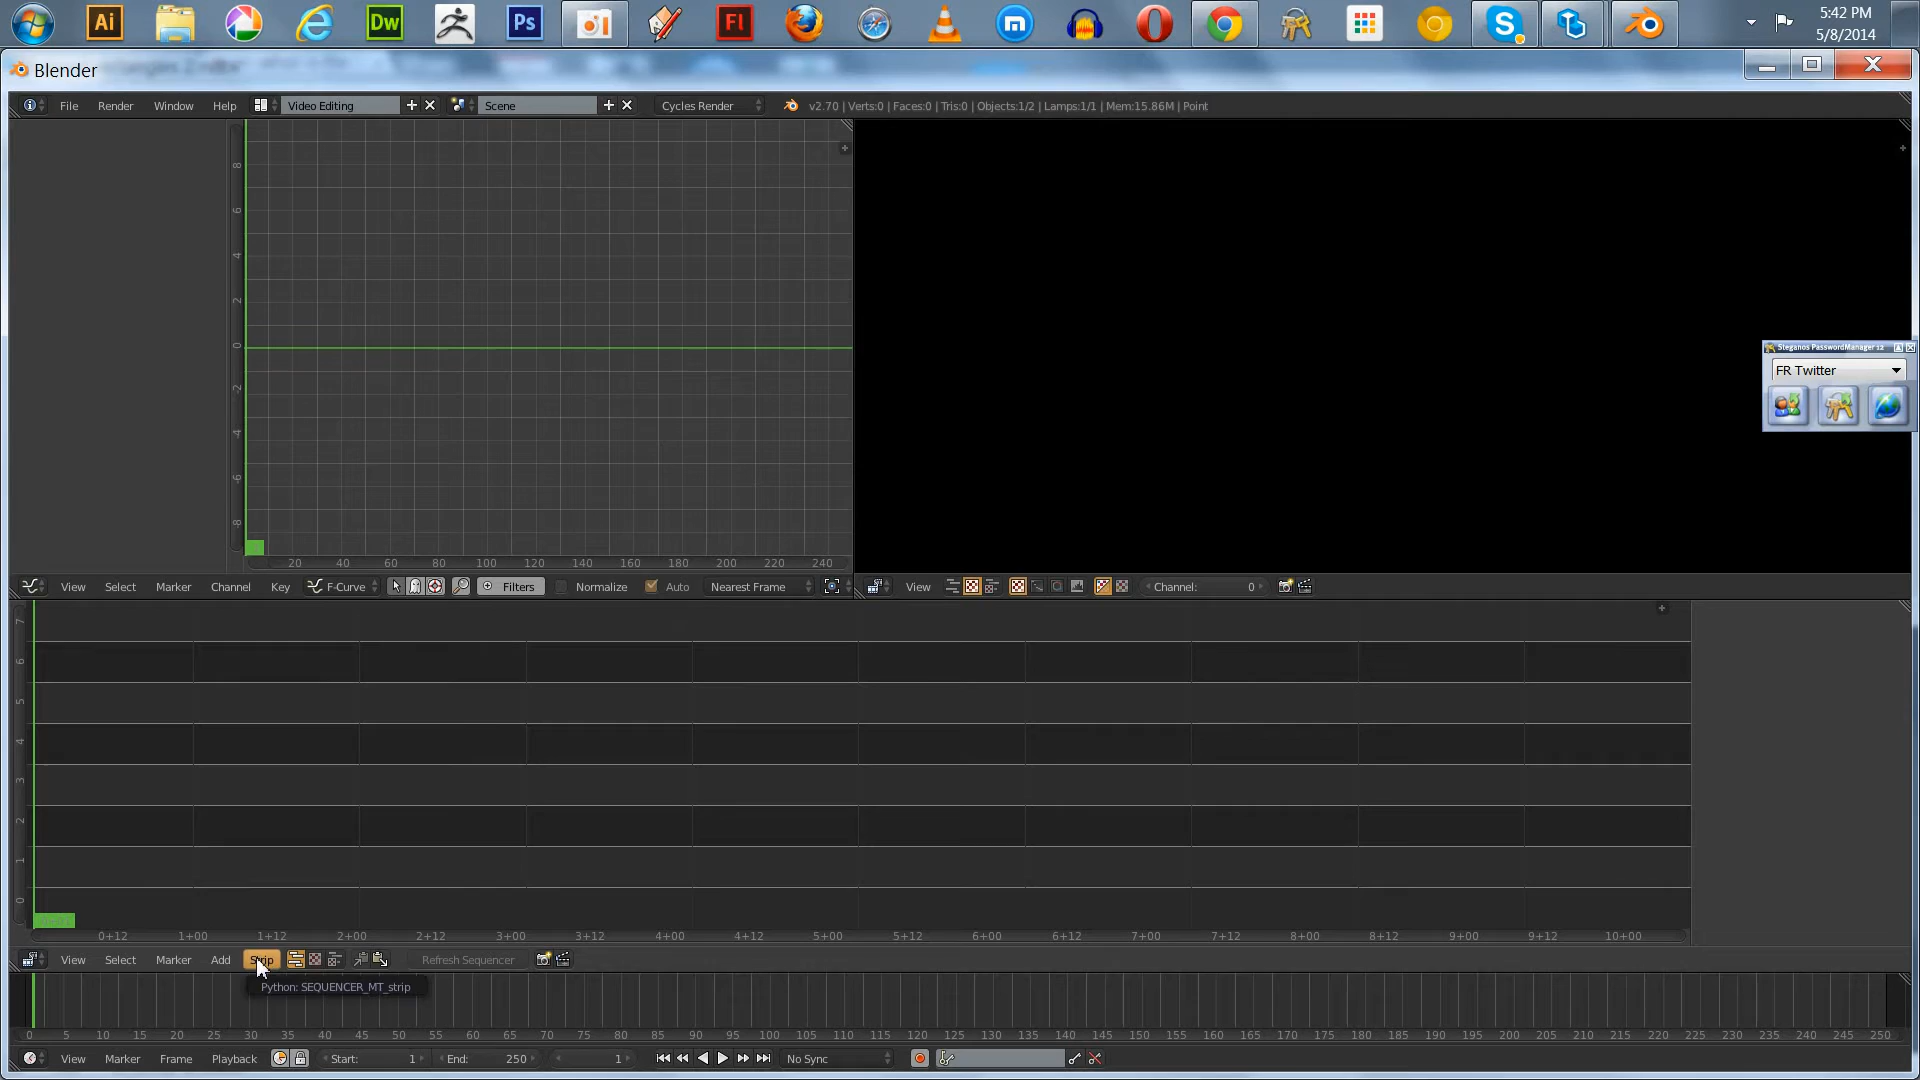 Ai Dw Ps Fl 5:42 PM
5/8/2014
Blender
File Render Window Help Video Editing Scene Cycles Render v2.70 | Verts:0 | Faces:0 | Tris:0 | Objects:1/2 | Lamps:1/1 | Mem:15.86M | Point
8
6
4
2
0
-2
-4
-6
-8
20 40 60 80 100 120 140 160 180 200 220 240
Steganos PasswordManager 12
FR Twitter
View Select Marker Channel Key F-Curve Filters Normalize Auto Nearest Frame View Channel: 0
7
6
5
4
3
2
1
0
0+12 1+00 1+12 2+00 2+12 3+00 3+12 4+00 4+12 5+00 5+12 6+00 6+12 7+00 7+12 8+00 8+12 9+00 9+12 10+00
View Select Marker Add Strip Refresh Sequencer
Python: SEQUENCER_MT_strip
0 5 10 15 20 25 30 35 40 45 50 55 60 65 70 75 80 85 90 95 100 105 110 115 120 125 130 135 140 145 150 155 160 165 170 175 180 185 190 195 200 205 210 215 220 225 230 235 240 245 250
View Marker Frame Playback Start: 1 End: 250 1 No Sync